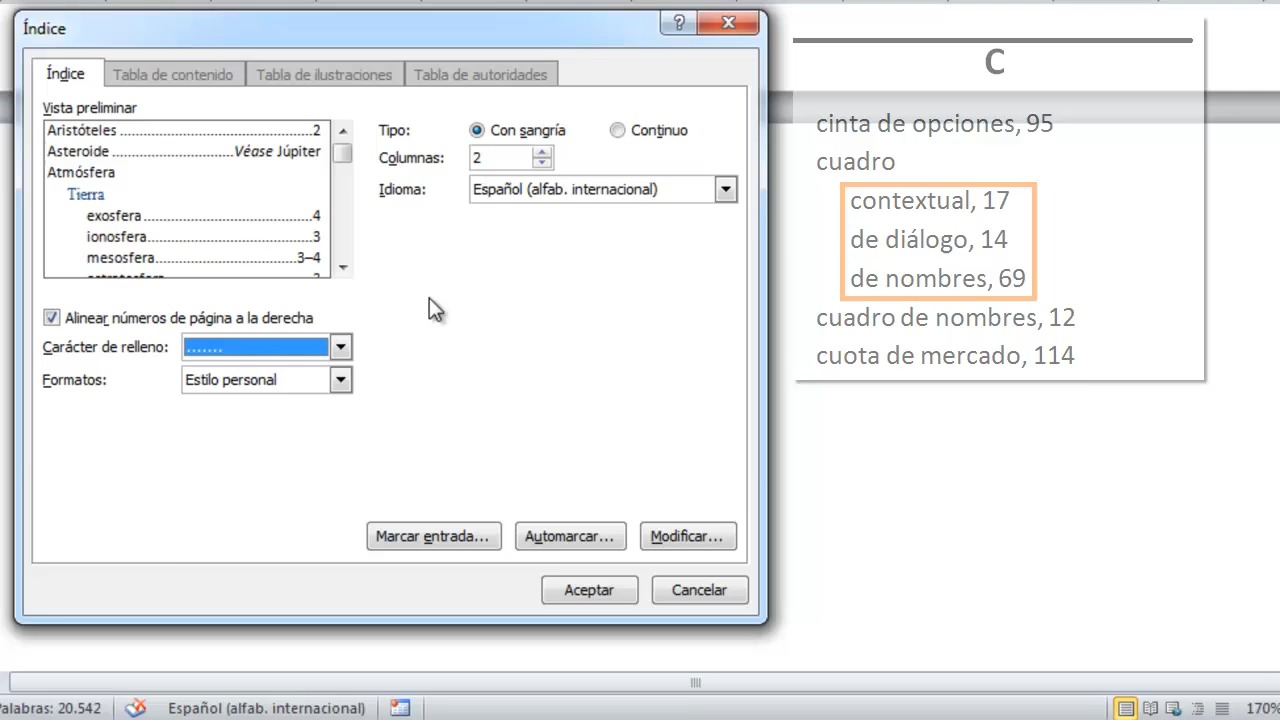 Índice
Índice Tabla de contenido Tabla de ilustraciones Tabla de autoridades
Vista preliminar
Aristóteles ........................................2
Asteroide ........................Véase Júpiter
Atmósfera
Tierra
exosfera ....................................4
ionosfera...................................3
mesosfera...............................3–4
Tipo: Con sangría Continuo
Columnas: 2
Idioma: Español (alfab. internacional)
Alinear números de página a la derecha
Carácter de relleno: .......
Formatos: Estilo personal
Marcar entrada... Automarcar... Modificar...
Aceptar Cancelar
C
cinta de opciones, 95
cuadro
contextual, 17
de diálogo, 14
de nombres, 69
cuadro de nombres, 12
cuota de mercado, 114
Palabras: 20.542 Español (alfab. internacional) 170%